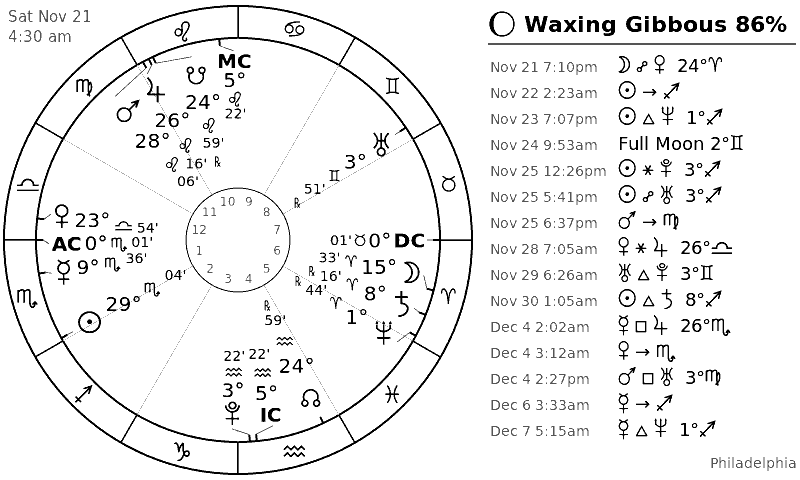 Sat Nov 21
4:30 am
Waxing Gibbous 86%
♌ ♋
♍ ♊
♎ ♉
♏ ♈
♐ ♓
♑ ♒
MC
5°
♌
22'
☋
24°
♌
59'
♃
26°
♌ 16' ℞
♂
28°
♌
06'
♅
3°
♊
51'
℞
♀ 23° ♎ 54'
AC 0° ♏ 01'
☿ 9° ♏ 36'
☉ 29° ♏ 04'
01' ♉ 0° DC
33' ♈ 15° ☽
℞ 16' ♈ 8° ♄
℞ 44' ♈ 1° ♆
℞
59'
♒
24°
☊
22' 22'
♒ ♒
3° 5°
♇ IC
10 9
11 8
12 7
1 6
2 5
3 4
Nov 21 7:10pm ☽ ☍ ♀ 24°♈
Nov 22 2:23am ☉ → ♐
Nov 23 7:07pm ☉ △ ♆ 1°♐
Nov 24 9:53am Full Moon 2°♊
Nov 25 12:26pm ☉ ⚹ ♇ 3°♐
Nov 25 5:41pm ☉ ☍ ♅ 3°♐
Nov 25 6:37pm ♂ → ♍
Nov 28 7:05am ♀ ⚹ ♃ 26°♎
Nov 29 6:26am ♅ △ ♇ 3°♊
Nov 30 1:05am ☉ △ ♄ 8°♐
Dec 4 2:02am ☿ □ ♃ 26°♏
Dec 4 3:12am ♀ → ♏
Dec 4 2:27pm ♂ □ ♅ 3°♍
Dec 6 3:33am ☿ → ♐
Dec 7 5:15am ☿ △ ♆ 1°♐
Philadelphia